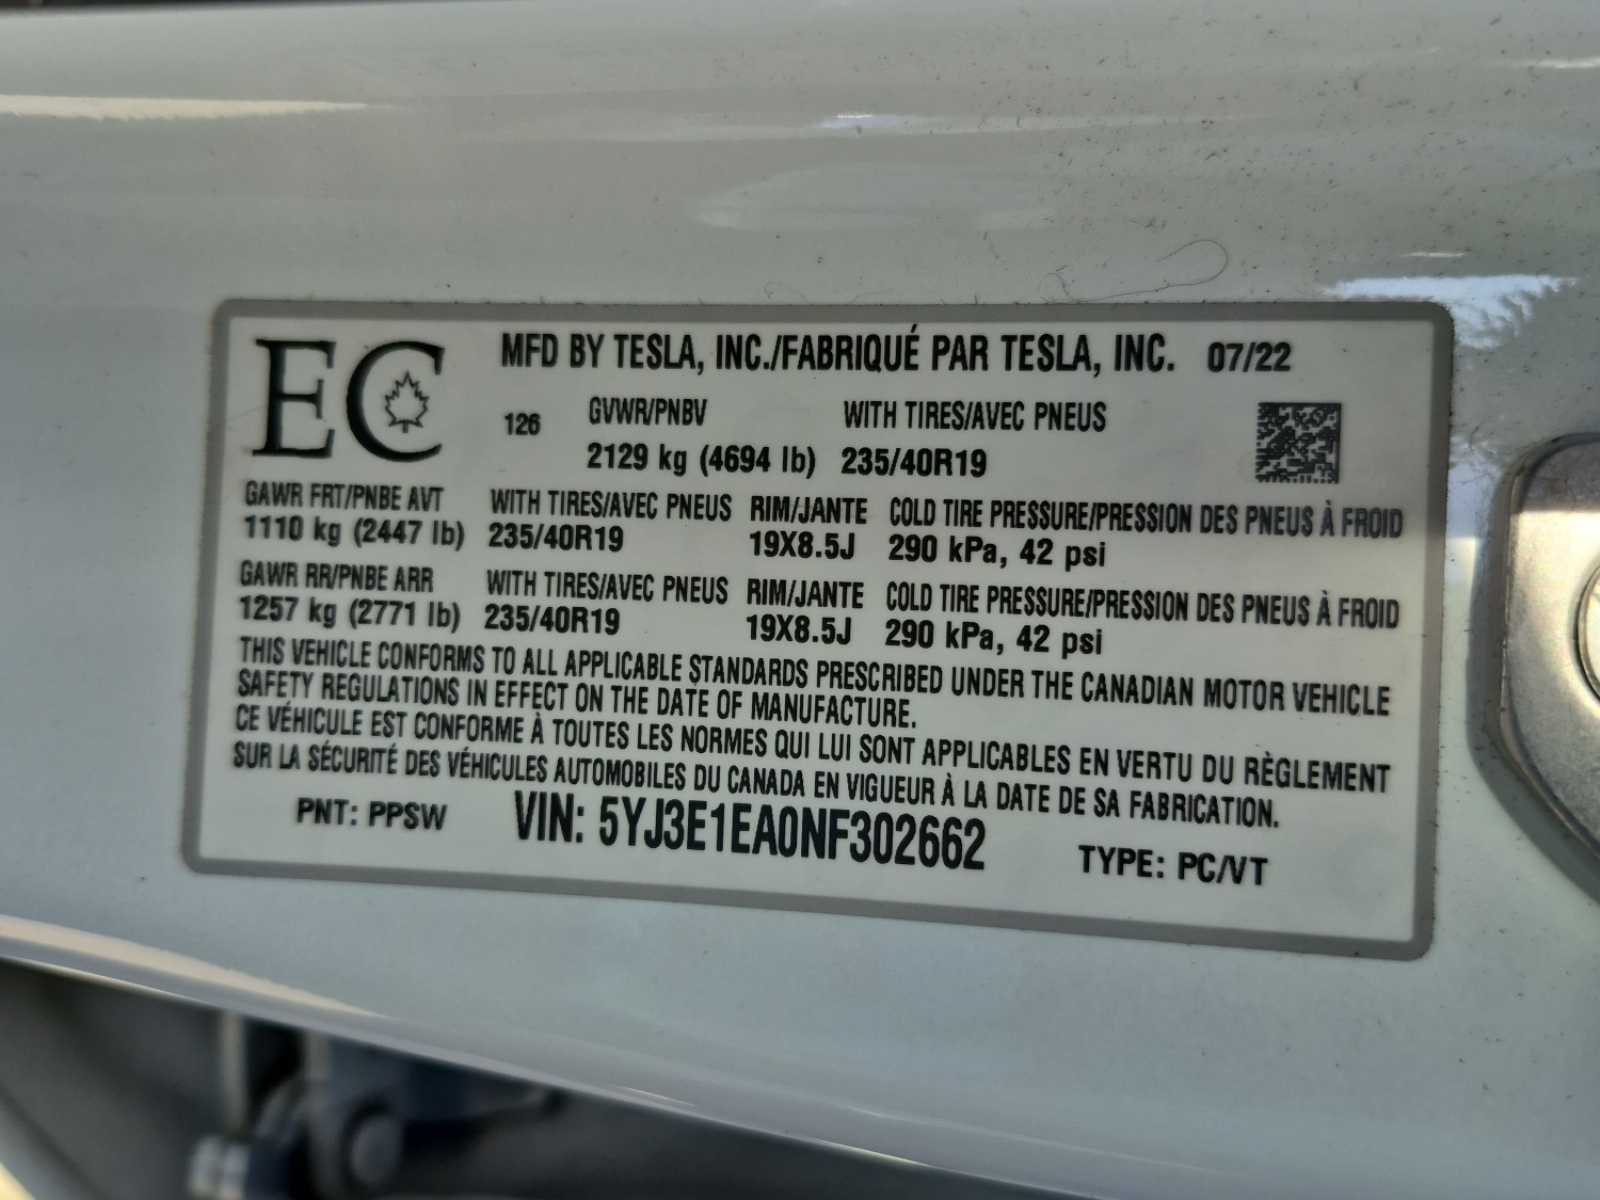 EC MFD BY TESLA, INC./FABRIQUÉ PAR TESLA, INC. 07/22
126 GVWR/PNBV WITH TIRES/AVEC PNEUS
2129 kg (4694 lb) 235/40R19
GAWR FRT/PNBE AVT WITH TIRES/AVEC PNEUS RIM/JANTE COLD TIRE PRESSURE/PRESSION DES PNEUS À FROID
1110 kg (2447 lb) 235/40R19 19X8.5J 290 kPa, 42 psi
GAWR RR/PNBE ARR WITH TIRES/AVEC PNEUS RIM/JANTE COLD TIRE PRESSURE/PRESSION DES PNEUS À FROID
1257 kg (2771 lb) 235/40R19 19X8.5J 290 kPa, 42 psi
THIS VEHICLE CONFORMS TO ALL APPLICABLE STANDARDS PRESCRIBED UNDER THE CANADIAN MOTOR VEHICLE
SAFETY REGULATIONS IN EFFECT ON THE DATE OF MANUFACTURE.
CE VÉHICULE EST CONFORME À TOUTES LES NORMES QUI LUI SONT APPLICABLES EN VERTU DU RÈGLEMENT
SUR LA SÉCURITÉ DES VÉHICULES AUTOMOBILES DU CANADA EN VIGUEUR À LA DATE DE SA FABRICATION.
PNT: PPSW VIN: 5YJ3E1EA0NF302662 TYPE: PC/VT